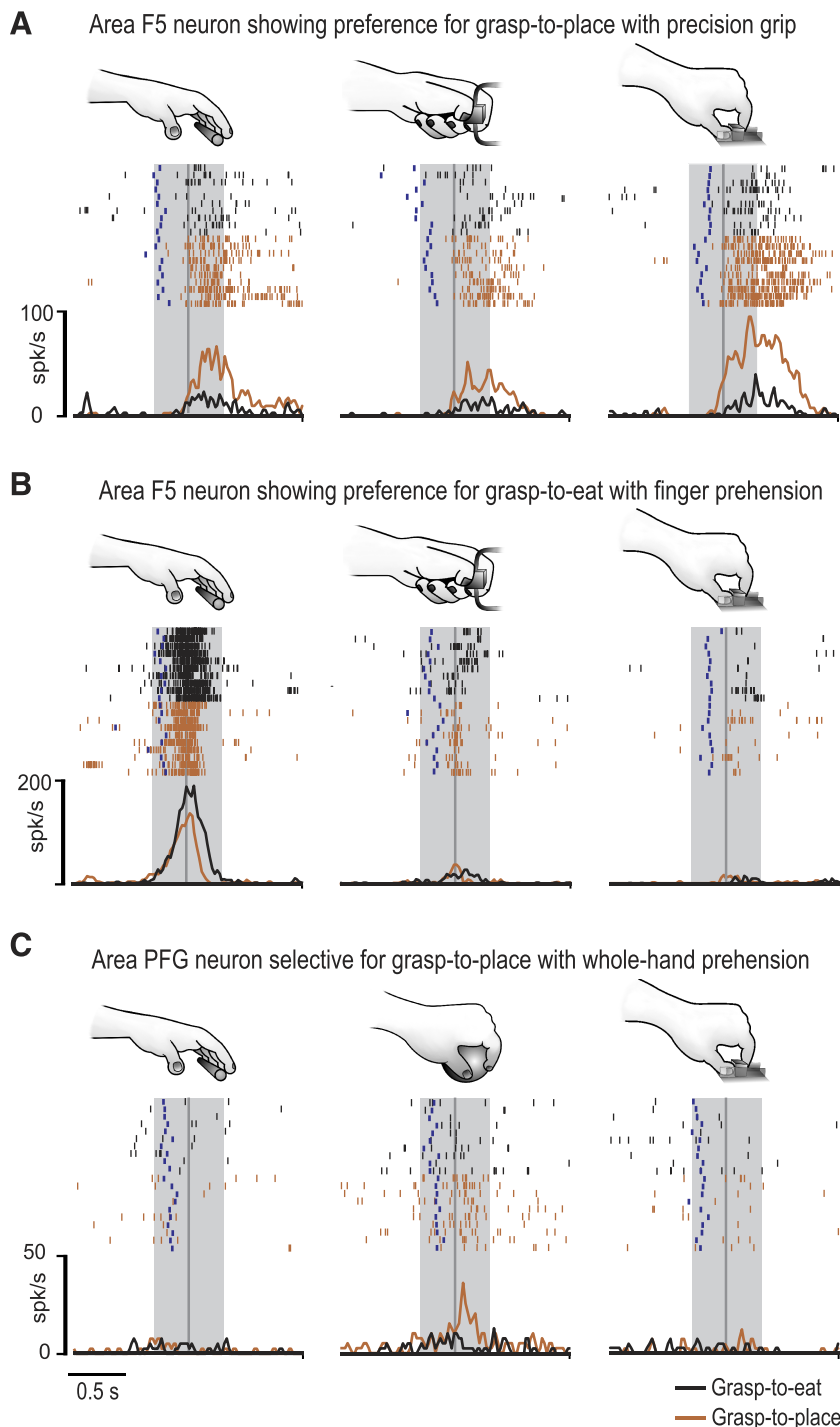 A
Area F5 neuron showing preference for grasp-to-place with precision grip
100
spk/s
0
B
Area F5 neuron showing preference for grasp-to-eat with finger prehension
200
spk/s
C
Area PFG neuron selective for grasp-to-place with whole-hand prehension
50
spk/s
0
0.5 s
Grasp-to-eat
Grasp-to-place